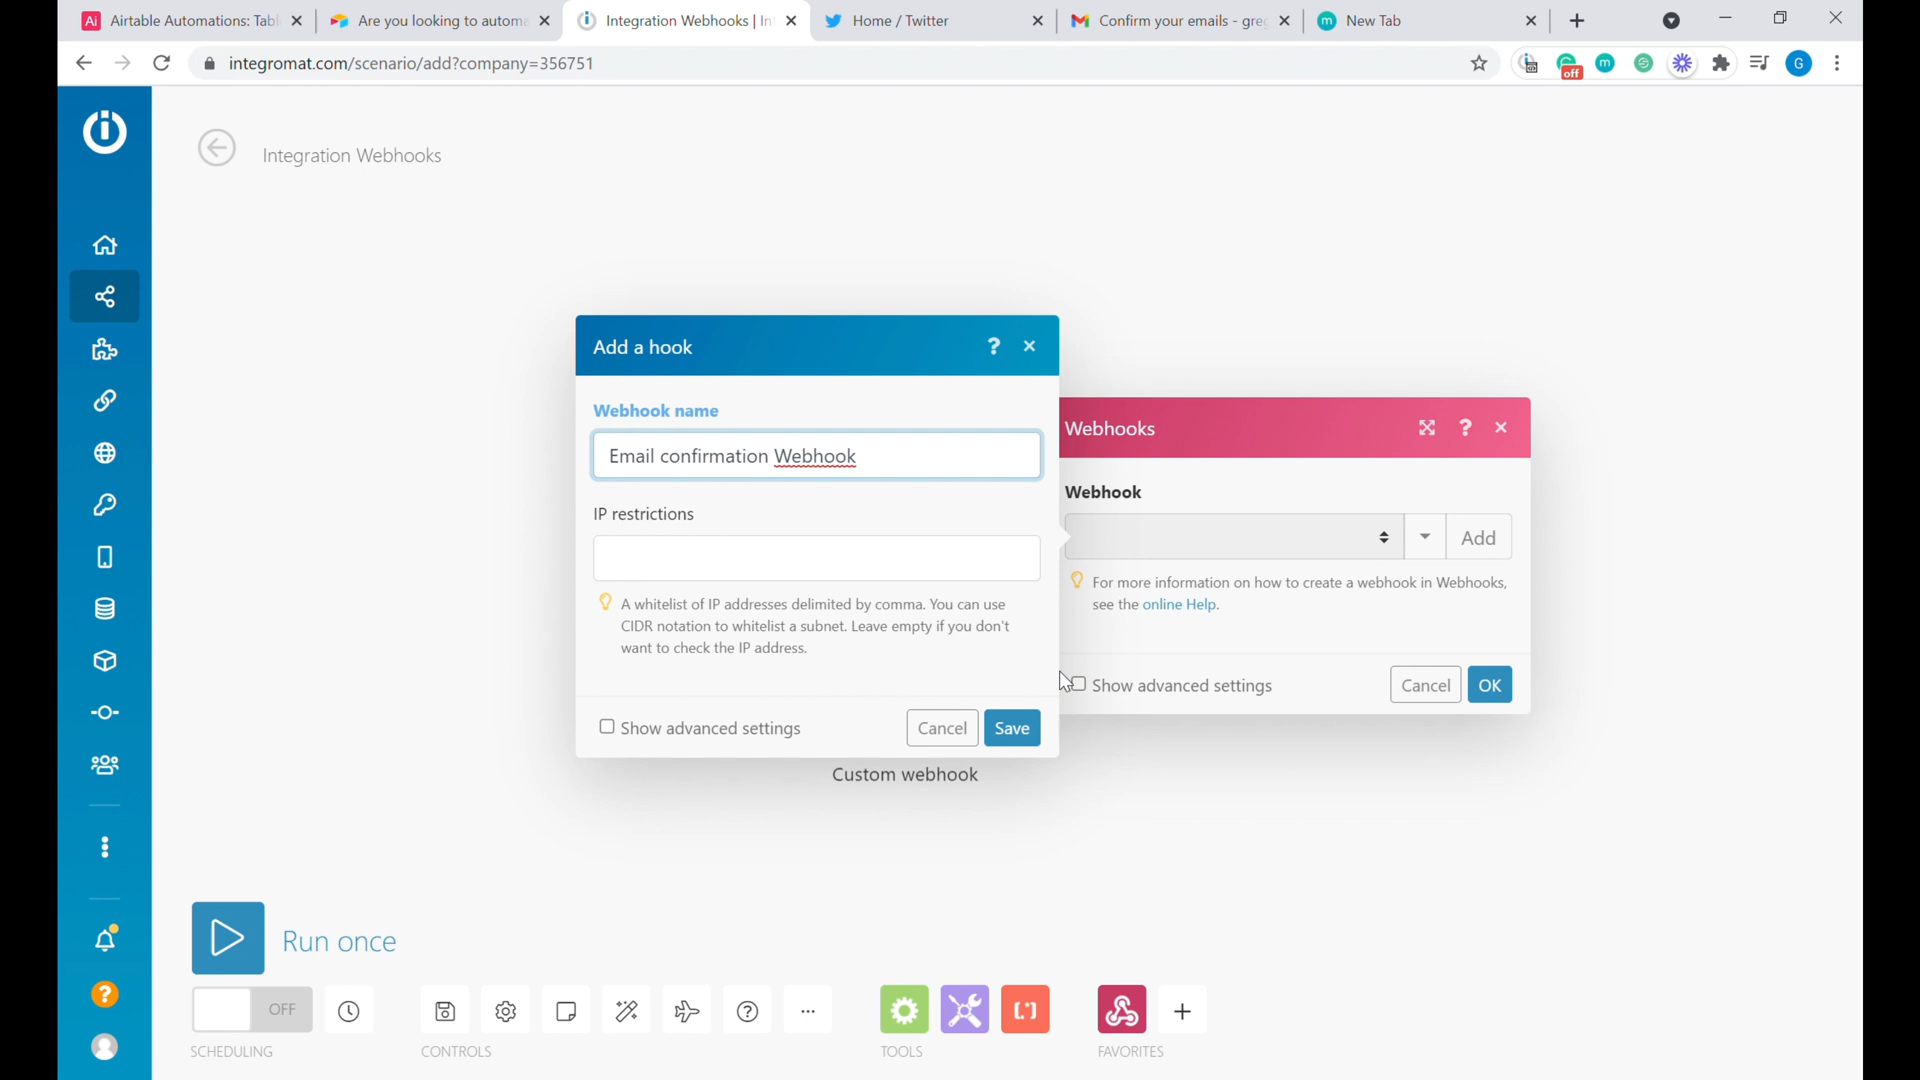 Airtable Automations: Tabl
Are you looking to automa
Integration Webhooks | In
Home / Twitter
Confirm your emails - greg
New Tab
integromat.com/scenario/add?company=356751
off
G
Integration Webhooks
Add a hook
Webhook name
Email confirmation Webhook
IP restrictions
A whitelist of IP addresses delimited by comma. You can use
CIDR notation to whitelist a subnet. Leave empty if you don't
want to check the IP address.
Show advanced settings
Cancel
Save
Webhooks
Webhook
Add
For more information on how to create a webhook in Webhooks,
see the online Help.
Show advanced settings
Cancel
OK
Custom webhook
Run once
OFF
SCHEDULING
CONTROLS
TOOLS
FAVORITES